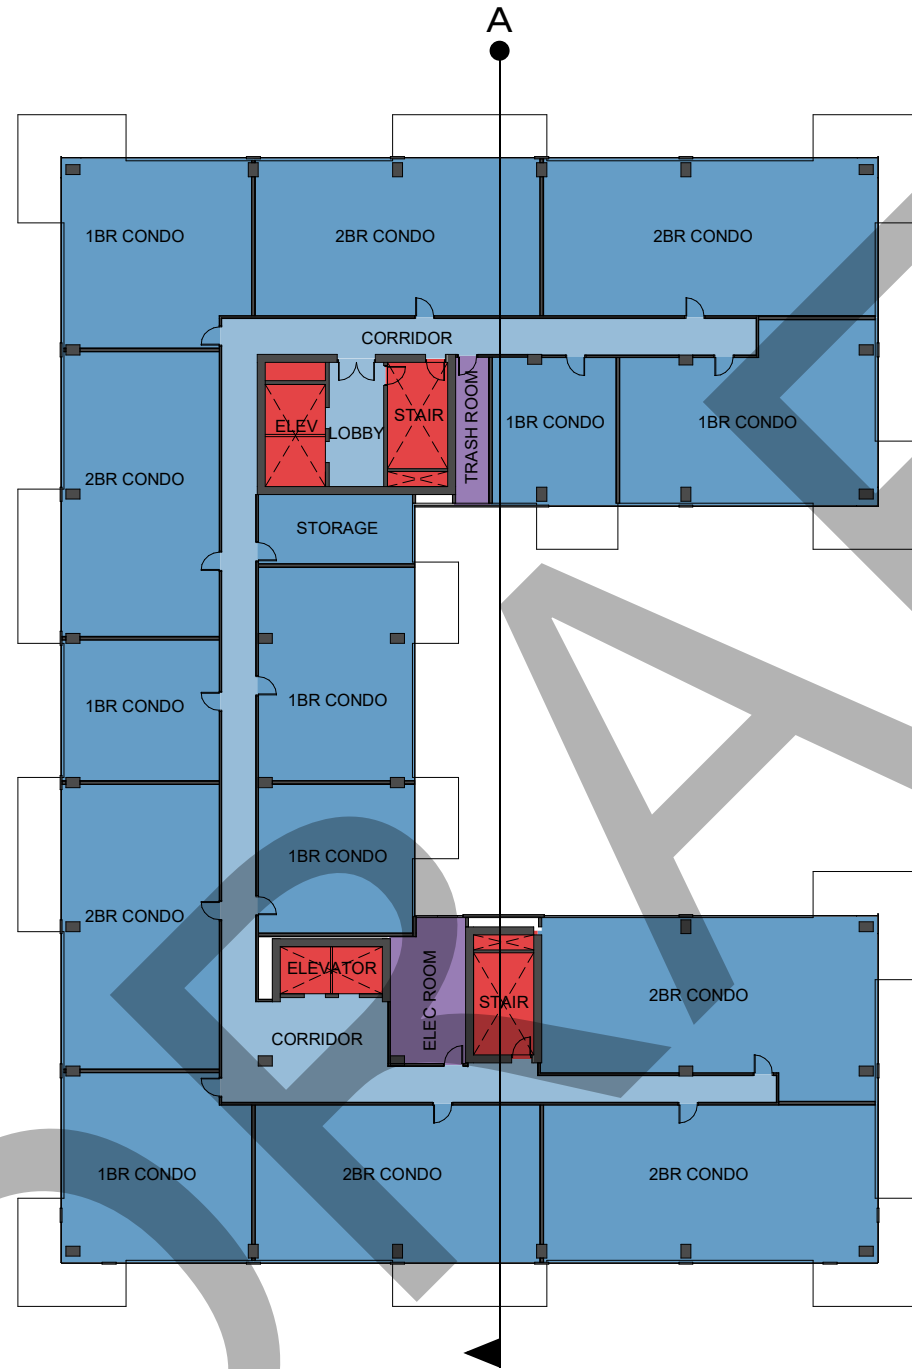 A
1BR CONDO
2BR CONDO
2BR CONDO
CORRIDOR
ELEV
LOBBY
STAIR
TRASH ROOM
1BR CONDO
1BR CONDO
2BR CONDO
STORAGE
1BR CONDO
1BR CONDO
1BR CONDO
2BR CONDO
ELEVATOR
ELEC ROOM
STAIR
2BR CONDO
CORRIDOR
1BR CONDO
2BR CONDO
2BR CONDO